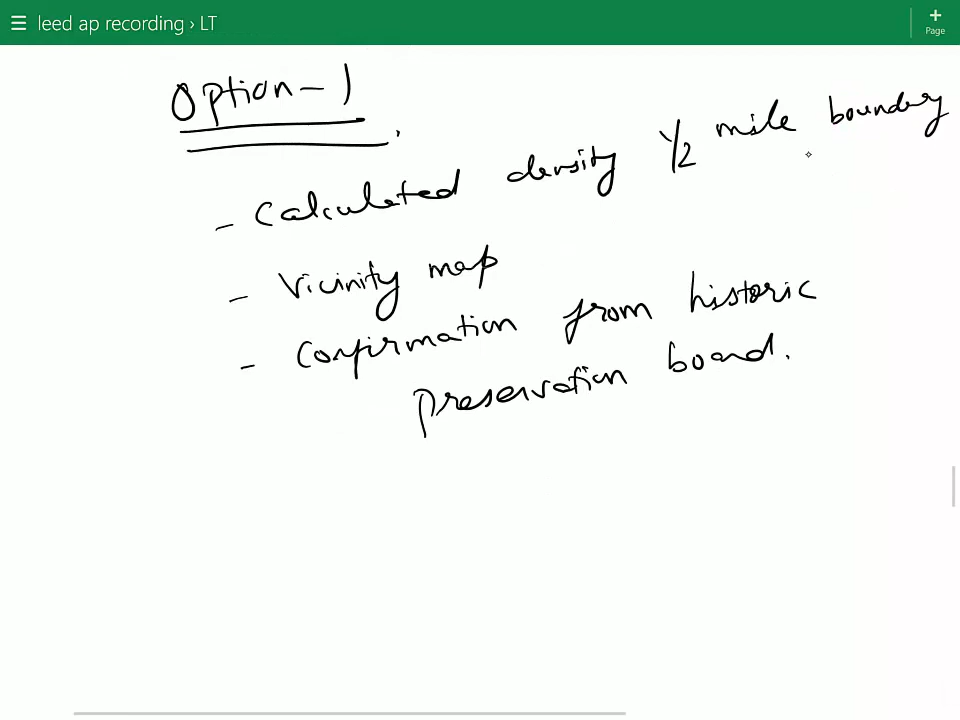 leed ap recording › LT
+
Page
Option - 1
- Calculated density 1/2 mile boundary
- Vicinity map
- Confirmation from historic
preservation board.